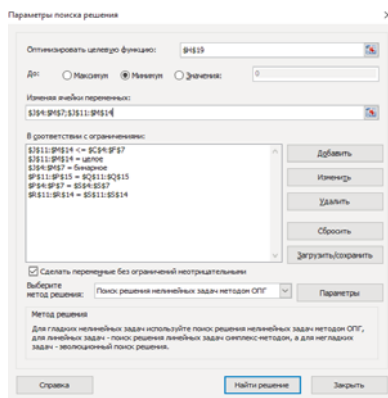 Параметры поиска решения
Оптимизировать целевую функцию: $H$19
До: Максимум Минимум Значения: 0
Изменяя ячейки переменных:
$J$4:$M$7;$J$11:$M$14
В соответствии с ограничениями:
$J$11:$M$14 <= $C$4:$F$7
$J$11:$M$14 = целое
$J$4:$M$7 = бинарное
$P$11:$P$15 = $Q$11:$Q$15
$P$4:$P$7 = $S$4:$S$7
$R$11:$R$14 = $S$11:$S$14
Добавить
Изменить
Удалить
Сбросить
Загрузить/сохранить
Сделать переменные без ограничений неотрицательными
Выберите
метод решения: Поиск решения нелинейных задач методом ОПГ Параметры
Метод решения
Для гладких нелинейных задач используйте поиск решения нелинейных задач методом ОПГ,
для линейных задач - поиск решения линейных задач симплекс-методом, а для негладких
задач - эволюционный поиск решения.
Справка Найти решение Закрыть